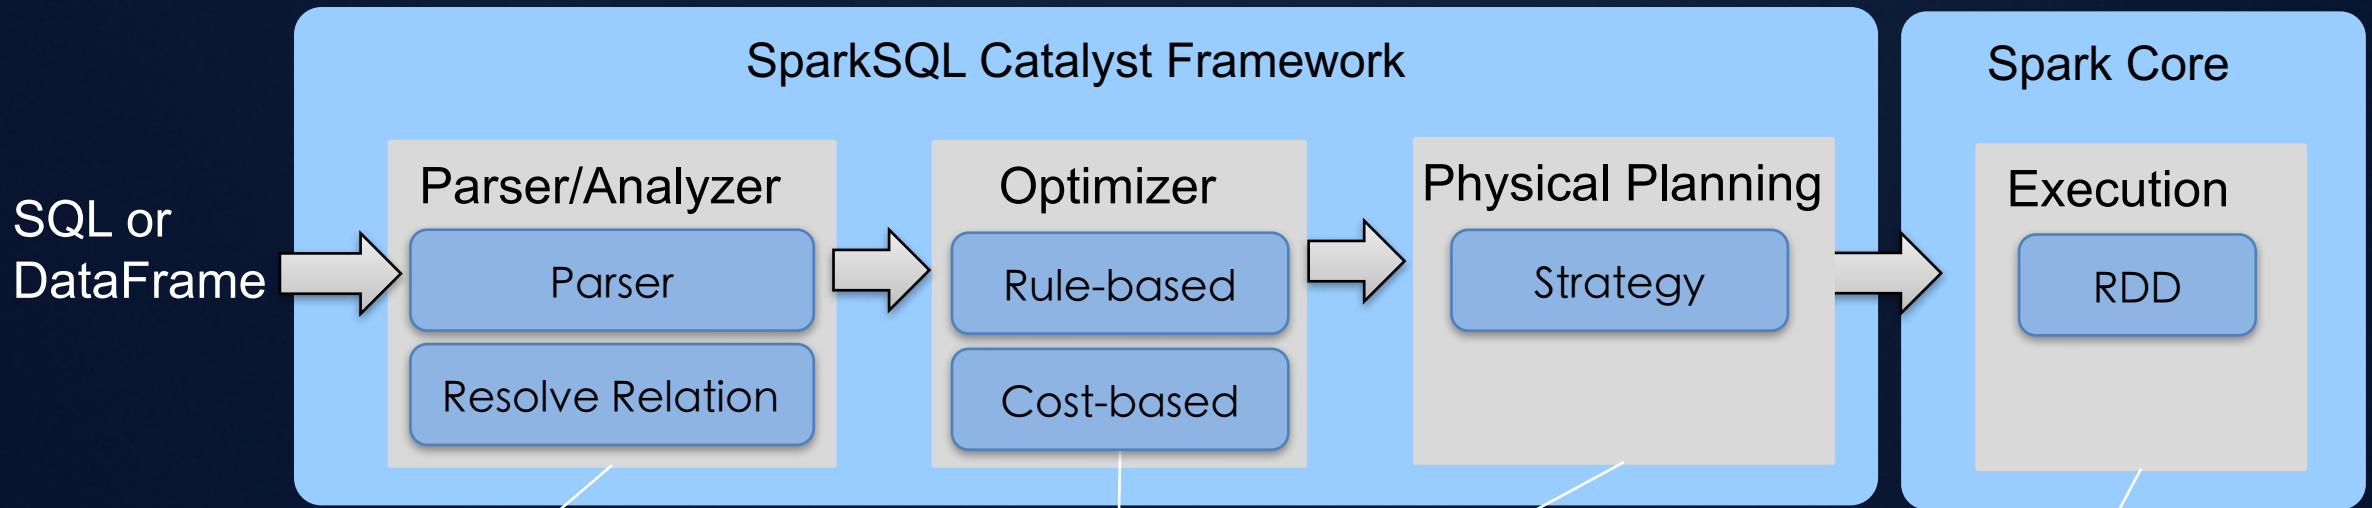 SparkSQL Catalyst Framework
Spark Core
SQL or
DataFrame
Parser/Analyzer
Parser
Resolve Relation
Optimizer
Rule-based
Cost-based
Physical Planning
Strategy
Execution
RDD